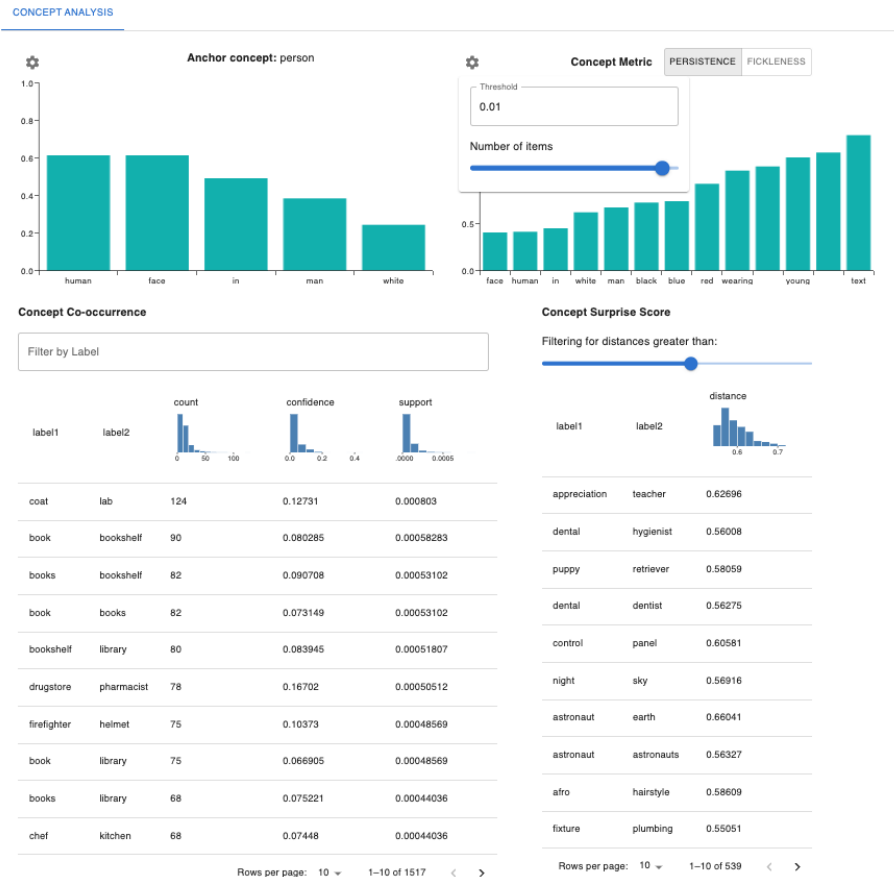 CONCEPT ANALYSIS
Anchor concept: person
1.0
0.8
0.6
0.4
0.2
0.0
human face in man white
Concept Metric PERSISTENCE FICKLENESS
Threshold
0.01
Number of items
0.5
0.0
face human in white man black blue red wearing young text
Concept Co-occurrence
Filter by Label
label1 label2 count confidence support
0 50 100 0.0 0.2 0.4 .0000 0.0005
coat lab 124 0.12731 0.000803
book bookshelf 90 0.080285 0.00058283
books bookshelf 82 0.090708 0.00053102
book books 82 0.073149 0.00053102
bookshelf library 80 0.083945 0.00051807
drugstore pharmacist 78 0.16702 0.00050512
firefighter helmet 75 0.10373 0.00048569
book library 75 0.066905 0.00048569
books library 68 0.075221 0.00044036
chef kitchen 68 0.07448 0.00044036
Rows per page: 10 1–10 of 1517
Concept Surprise Score
Filtering for distances greater than:
label1 label2 distance
0.6 0.7
appreciation teacher 0.62696
dental hygienist 0.56008
puppy retriever 0.58059
dental dentist 0.56275
control panel 0.60581
night sky 0.56916
astronaut earth 0.66041
astronaut astronauts 0.56327
afro hairstyle 0.58609
fixture plumbing 0.55051
Rows per page: 10 1–10 of 539